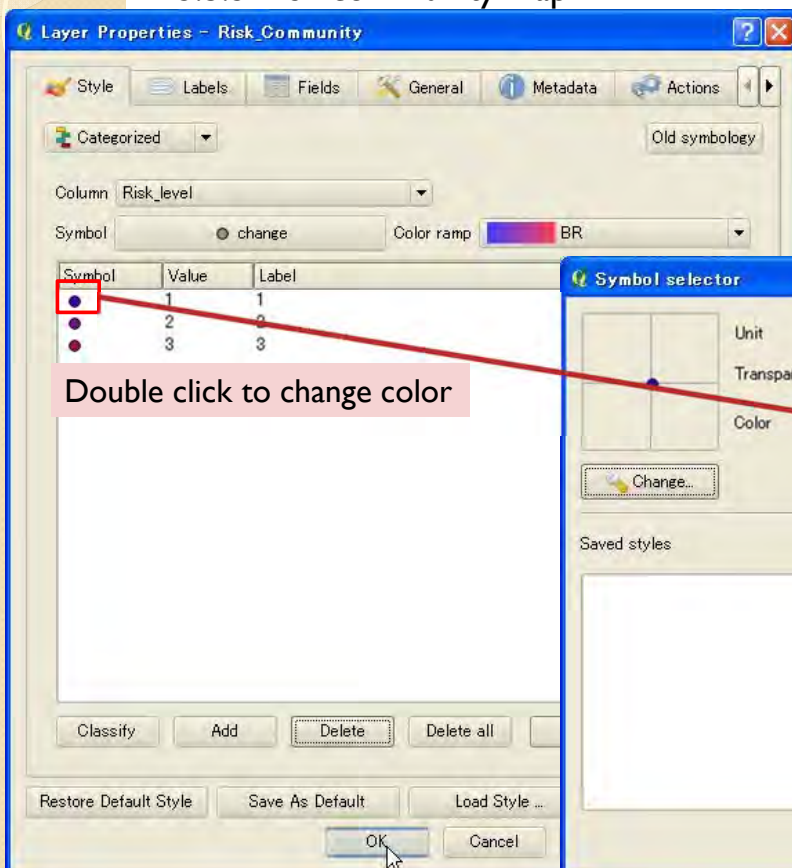 Layer Properties - Risk_Community
Style Labels Fields General Metadata Actions
Categorized Old symbology
Column Risk_level
Symbol change Color ramp BR
Symbol Value Label
1 1
2 2
3 3
Double click to change color
Classify Add Delete Delete all
Restore Default Style Save As Default Load Style ...
OK Cancel
Symbol selector
Unit
Transpa
Color
Change...
Saved styles